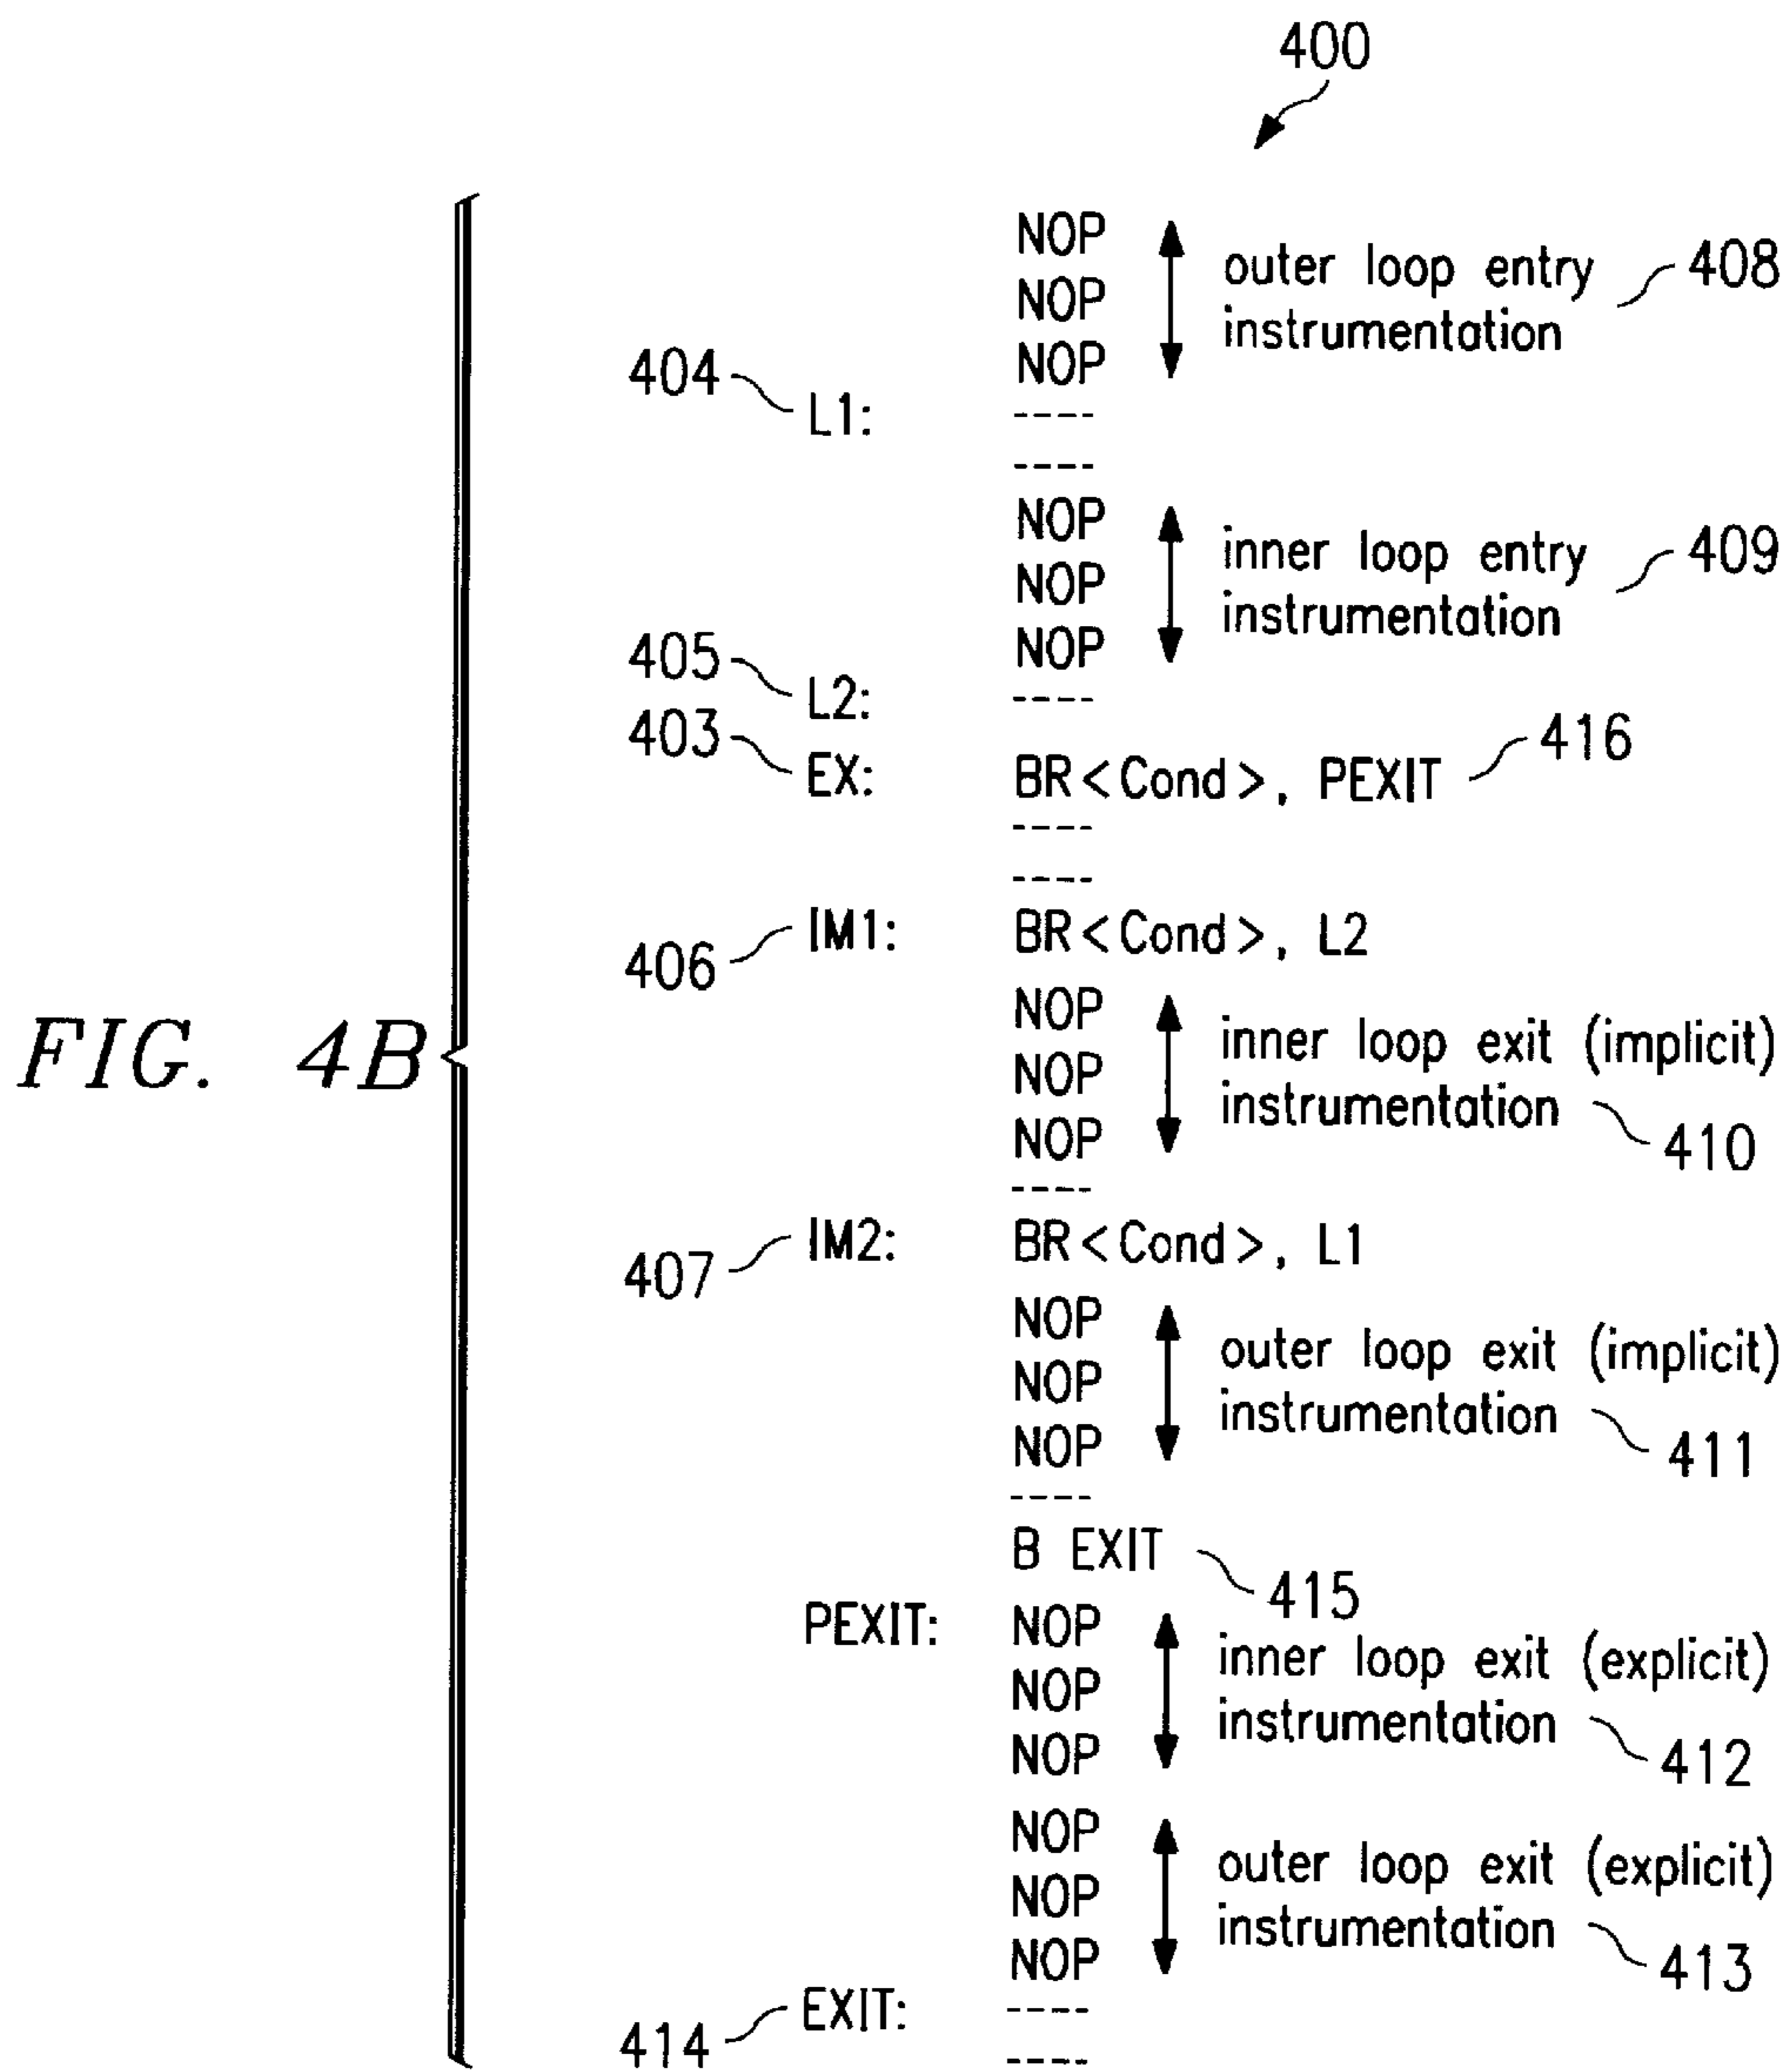 400
NOP
outer loop entry 408
NOP
instrumentation
404 NOP
L1: ----
----
NOP
inner loop entry 409
NOP
instrumentation
405 NOP
L2: ----
403
EX: BR<Cond>, PEXIT 416
----
----
IM1: BR<Cond>, L2
406
NOP
inner loop exit (implicit)
FIG. 4B NOP
instrumentation
NOP 410
----
IM2: BR<Cond>, L1
407
NOP
outer loop exit (implicit)
NOP
instrumentation
NOP 411
----
B EXIT
415
PEXIT: NOP
inner loop exit (explicit)
NOP
instrumentation
NOP 412
NOP
outer loop exit (explicit)
NOP
instrumentation
NOP 413
EXIT: ----
414 ----